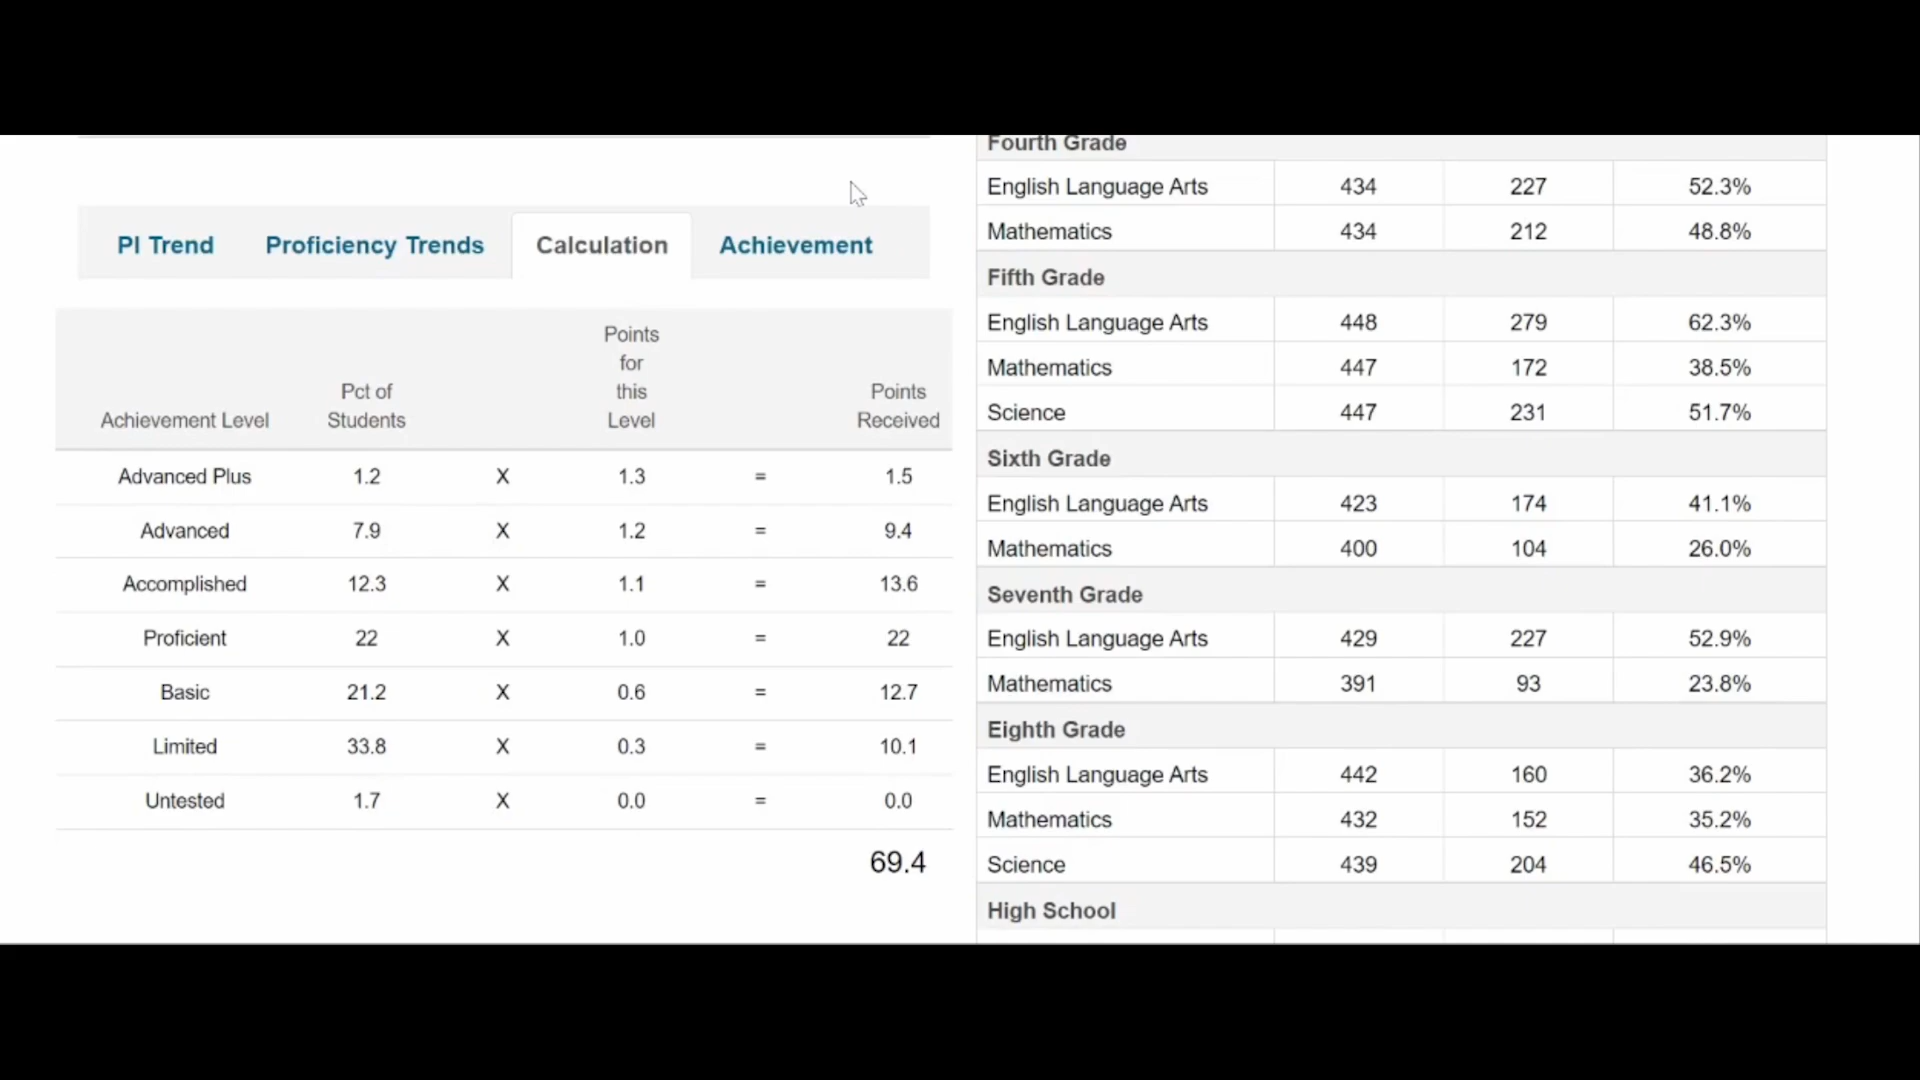 PI Trend Proficiency Trends Calculation Achievement
Points
for
Pct of this Points
Achievement Level Students Level Received
Advanced Plus 1.2 X 1.3 = 1.5
Advanced 7.9 X 1.2 = 9.4
Accomplished 12.3 X 1.1 = 13.6
Proficient 22 X 1.0 = 22
Basic 21.2 X 0.6 = 12.7
Limited 33.8 X 0.3 = 10.1
Untested 1.7 X 0.0 = 0.0
69.4
Fourth Grade
English Language Arts 434 227 52.3%
Mathematics 434 212 48.8%
Fifth Grade
English Language Arts 448 279 62.3%
Mathematics 447 172 38.5%
Science 447 231 51.7%
Sixth Grade
English Language Arts 423 174 41.1%
Mathematics 400 104 26.0%
Seventh Grade
English Language Arts 429 227 52.9%
Mathematics 391 93 23.8%
Eighth Grade
English Language Arts 442 160 36.2%
Mathematics 432 152 35.2%
Science 439 204 46.5%
High School